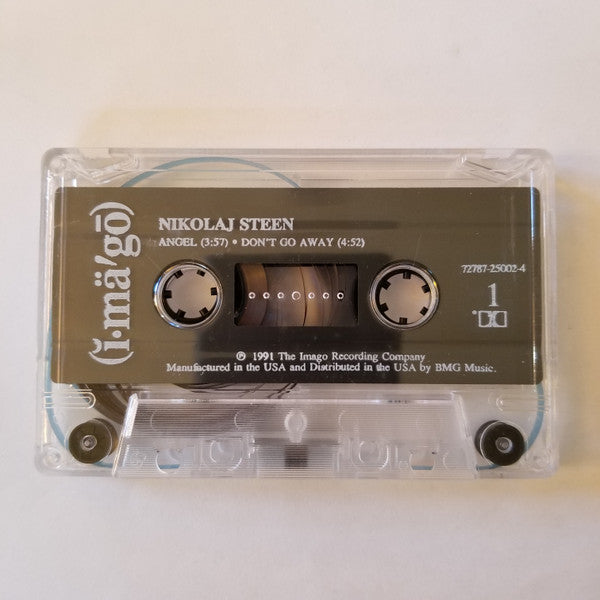 (ĭ·mä′gō)
NIKOLAJ STEEN
ANGEL (3:57) • DON'T GO AWAY (4:52)
72787-25002-4
1
℗ 1991 The Imago Recording Company
Manufactured in the USA and Distributed in the USA by BMG Music.